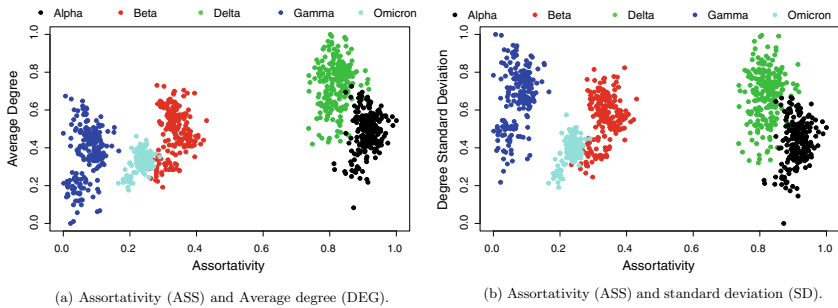 Alpha Beta Delta Gamma Omicron
Average Degree
0.0 0.2 0.4 0.6 0.8 1.0
0.0 0.2 0.4 0.6 0.8 1.0
Assortativity
(a) Assortativity (ASS) and Average degree (DEG).
Alpha Beta Delta Gamma Omicron
Degree Standard Deviation
0.0 0.2 0.4 0.6 0.8 1.0
0.0 0.2 0.4 0.6 0.8 1.0
Assortativity
(b) Assortativity (ASS) and standard deviation (SD).